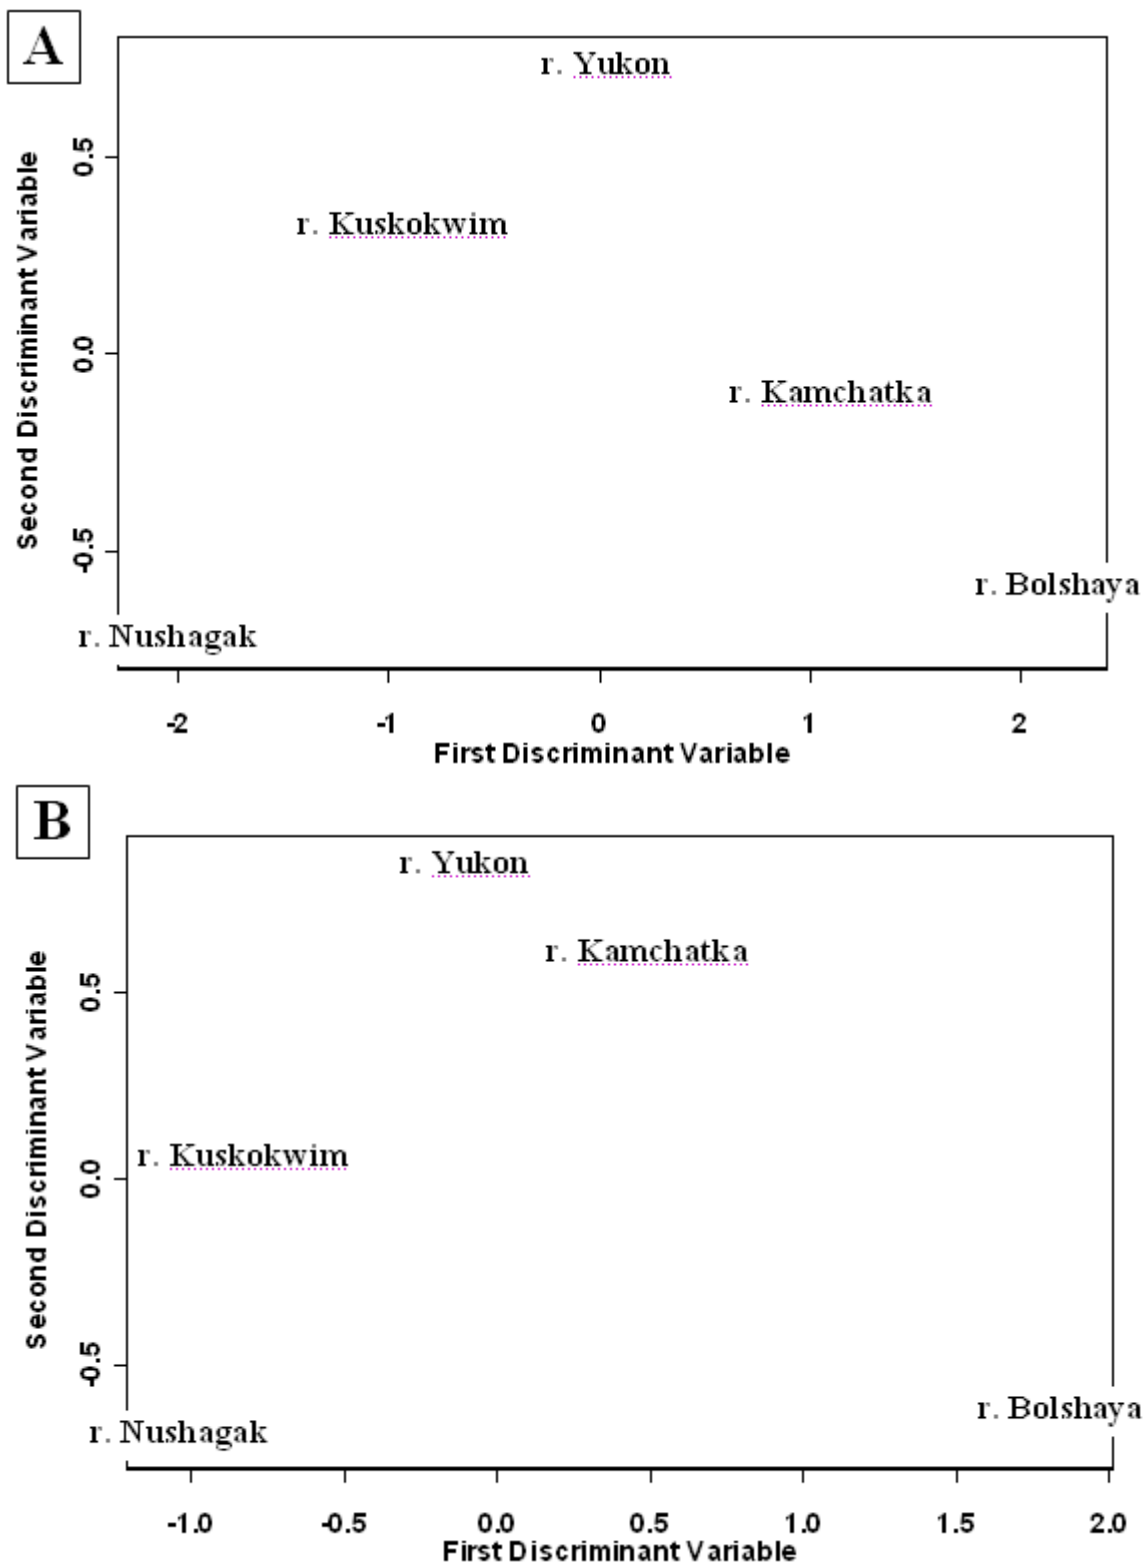 A
r. Yukon
0.5
r. Kuskokwim
Second Discriminant Variable
0.0
r. Kamchatka
-0.5
r. Bolshaya
r. Nushagak
-2 -1 0 1 2
First Discriminant Variable
B
r. Yukon
r. Kamchatka
0.5
Second Discriminant Variable
r. Kuskokwim
0.0
-0.5
r. Bolshaya
r. Nushagak
-1.0 -0.5 0.0 0.5 1.0 1.5 2.0
First Discriminant Variable